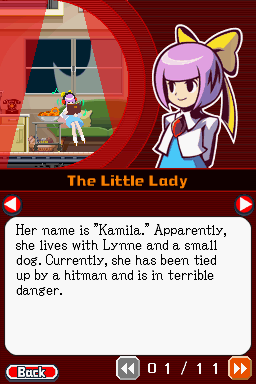 The Little Lady
Her name is "Kamila." Apparently,
she lives with Lynne and a small
dog. Currently, she has been tied
up by a hitman and is in terrible
danger.
Back
01/11